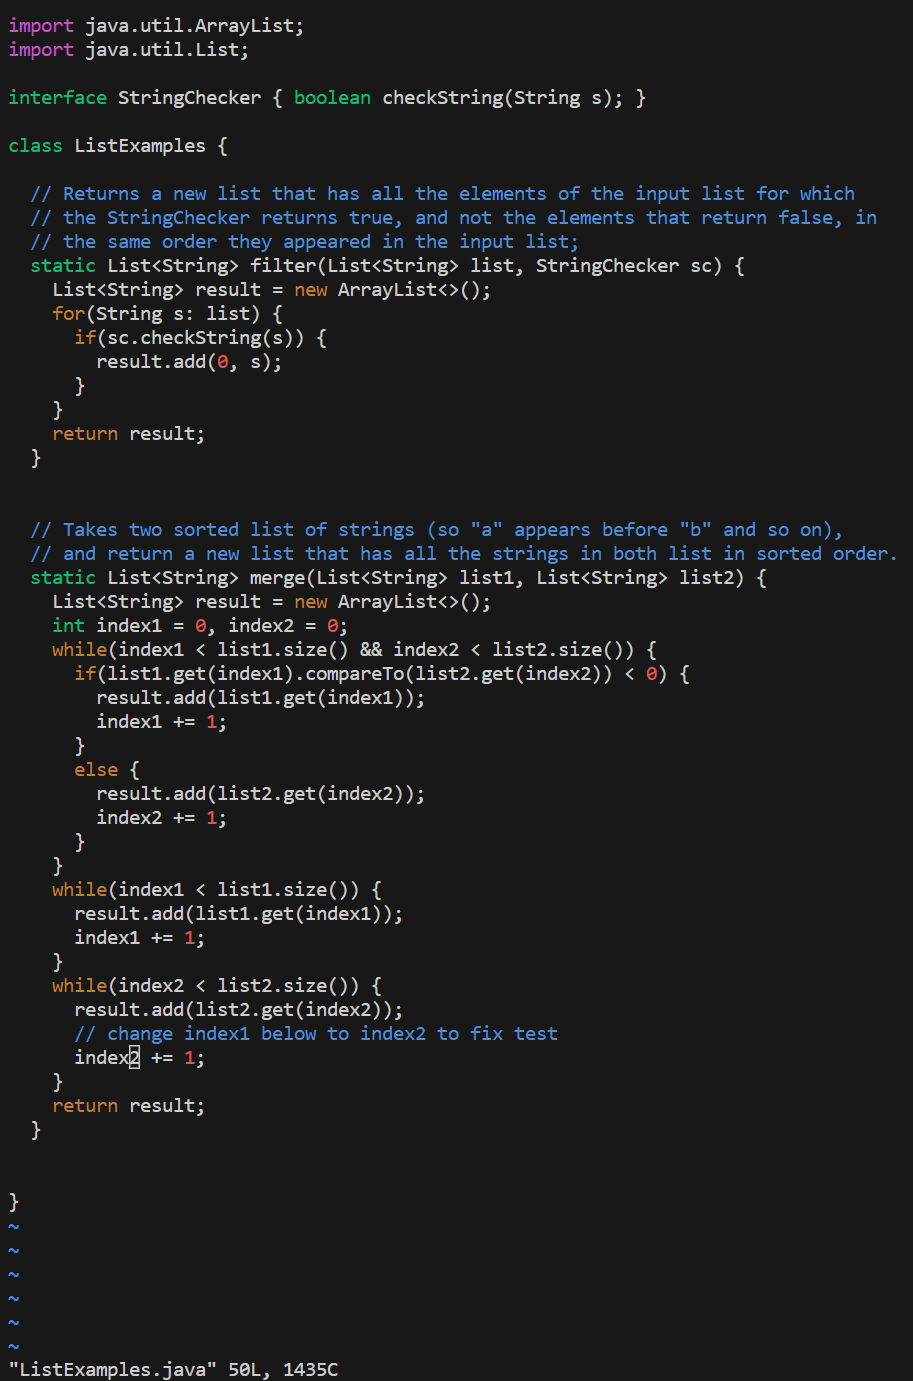 import java.util.ArrayList;
import java.util.List;

interface StringChecker { boolean checkString(String s); }

class ListExamples {

  // Returns a new list that has all the elements of the input list for which
  // the StringChecker returns true, and not the elements that return false, in
  // the same order they appeared in the input list;
  static List<String> filter(List<String> list, StringChecker sc) {
    List<String> result = new ArrayList<>();
    for(String s: list) {
      if(sc.checkString(s)) {
        result.add(0, s);
      }
    }
    return result;
  }


  // Takes two sorted list of strings (so "a" appears before "b" and so on),
  // and return a new list that has all the strings in both list in sorted order.
  static List<String> merge(List<String> list1, List<String> list2) {
    List<String> result = new ArrayList<>();
    int index1 = 0, index2 = 0;
    while(index1 < list1.size() && index2 < list2.size()) {
      if(list1.get(index1).compareTo(list2.get(index2)) < 0) {
        result.add(list1.get(index1));
        index1 += 1;
      }
      else {
        result.add(list2.get(index2));
        index2 += 1;
      }
    }
    while(index1 < list1.size()) {
      result.add(list1.get(index1));
      index1 += 1;
    }
    while(index2 < list2.size()) {
      result.add(list2.get(index2));
      // change index1 below to index2 to fix test
      index2 += 1;
    }
    return result;
  }


}
~
~
~
~
~
~
"ListExamples.java" 50L, 1435C